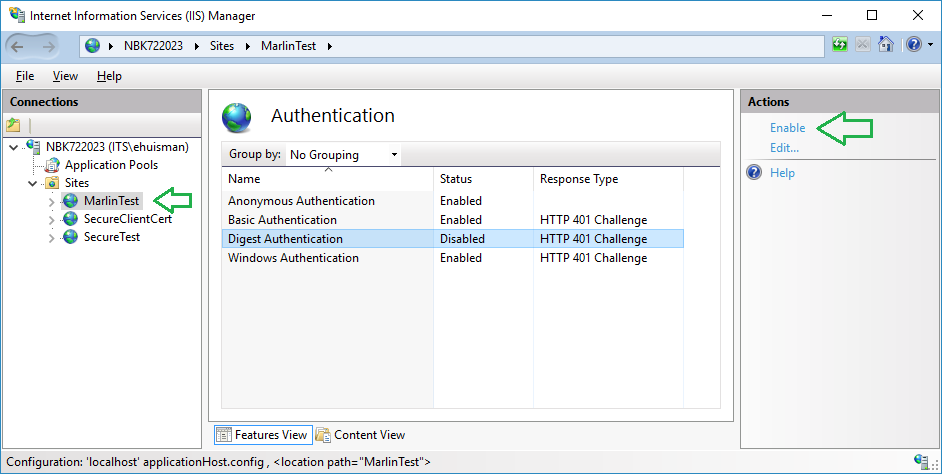 Internet Information Services (IIS) Manager
NBK722023 Sites MarlinTest
File View Help
Connections
NBK722023 (ITS\ehuisman)
Application Pools
Sites
MarlinTest
SecureClientCert
SecureTest
Authentication
Group by: No Grouping
Name Status Response Type
Anonymous Authentication Enabled
Basic Authentication Enabled HTTP 401 Challenge
Digest Authentication Disabled HTTP 401 Challenge
Windows Authentication Enabled HTTP 401 Challenge
Features View Content View
Actions
Enable
Edit...
Help
Configuration: 'localhost' applicationHost.config , <location path="MarlinTest">